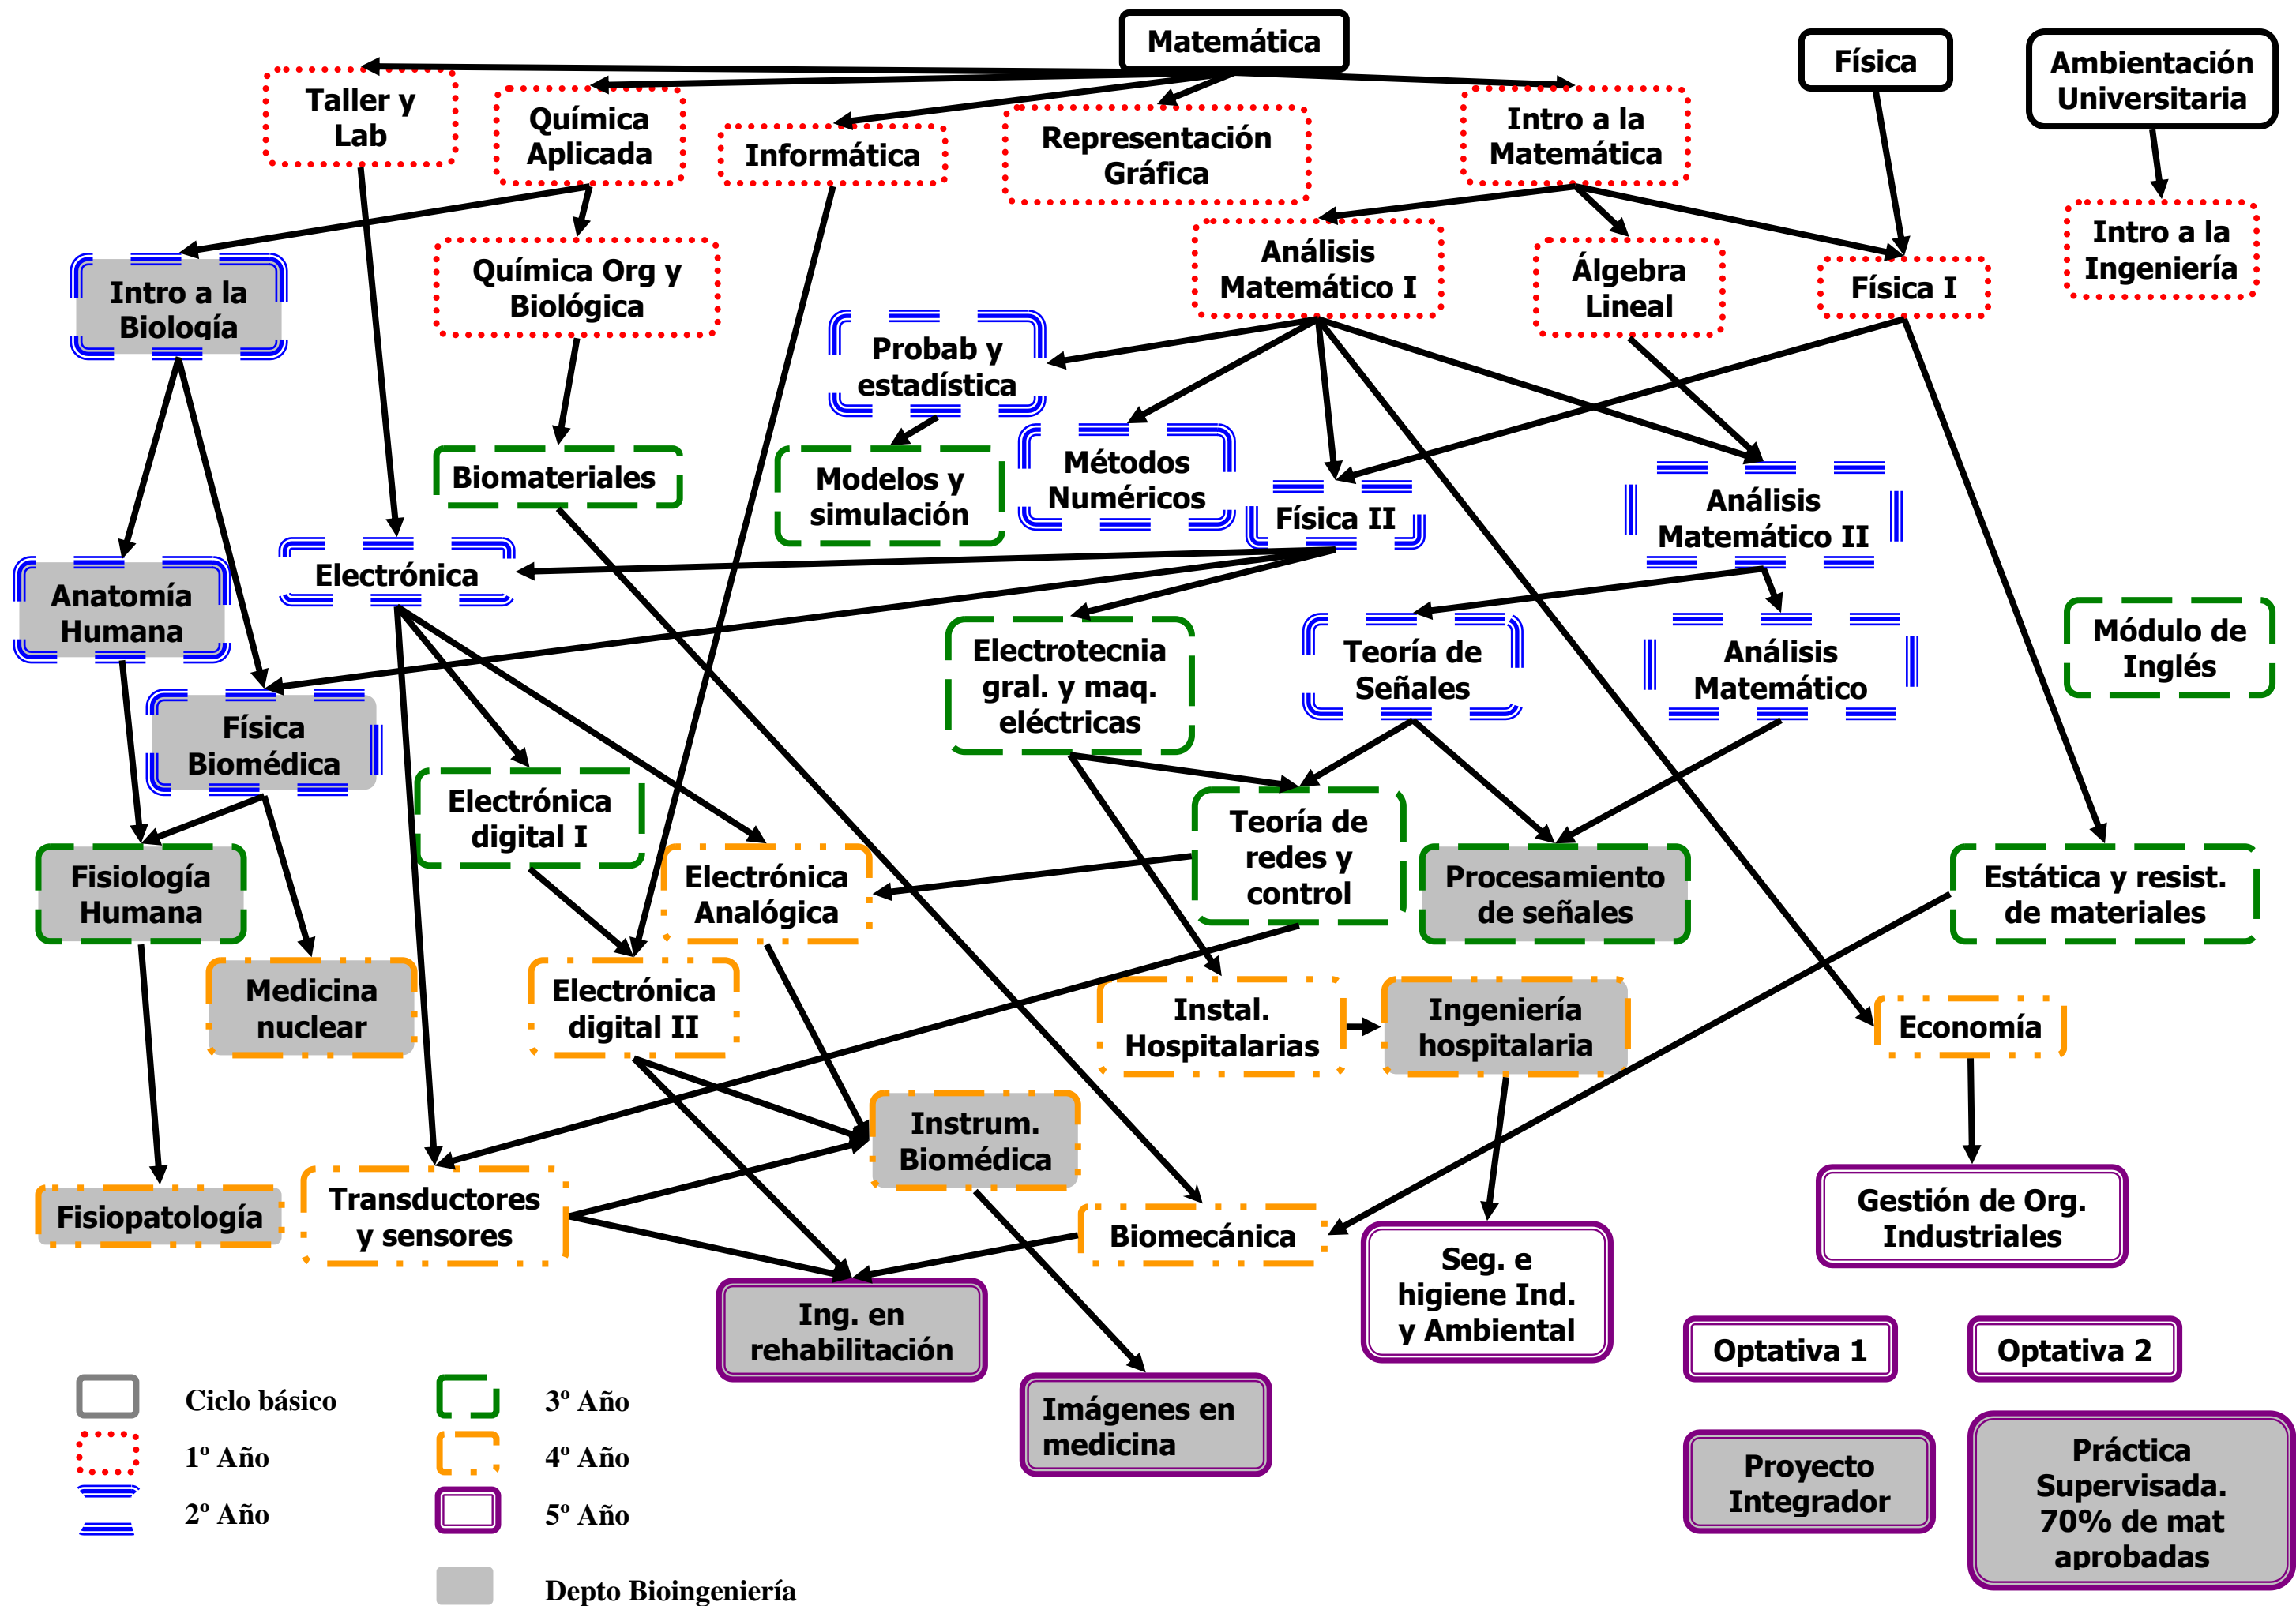 Matemática
Física
Ambientación
Universitaria
Taller y
Lab
Química
Aplicada
Informática
Representación
Gráfica
Intro a la
Matemática
Intro a la
Ingeniería
Intro a la
Biología
Química Org y
Biológica
Análisis
Matemático I
Álgebra
Lineal
Física I
Probab y
estadística
Biomateriales
Modelos y
simulación
Métodos
Numéricos
Física II
Análisis
Matemático II
Anatomía
Humana
Electrónica
Electrotecnia
gral. y maq.
eléctricas
Teoría de
Señales
Análisis
Matemático
Módulo de
Inglés
Física
Biomédica
Electrónica
digital I
Teoría de
redes y
control
Fisiología
Humana
Electrónica
Analógica
Procesamiento
de señales
Estática y resist.
de materiales
Medicina
nuclear
Electrónica
digital II
Instal.
Hospitalarias
Ingeniería
hospitalaria
Economía
Instrum.
Biomédica
Fisiopatología
Transductores
y sensores
Biomecánica
Seg. e
higiene Ind.
y Ambiental
Gestión de Org.
Industriales
Ing. en
rehabilitación
Optativa 1
Optativa 2
Imágenes en
medicina
Proyecto
Integrador
Práctica
Supervisada.
70% de mat
aprobadas
Ciclo básico
1º Año
2º Año
3º Año
4º Año
5º Año
Depto Bioingeniería